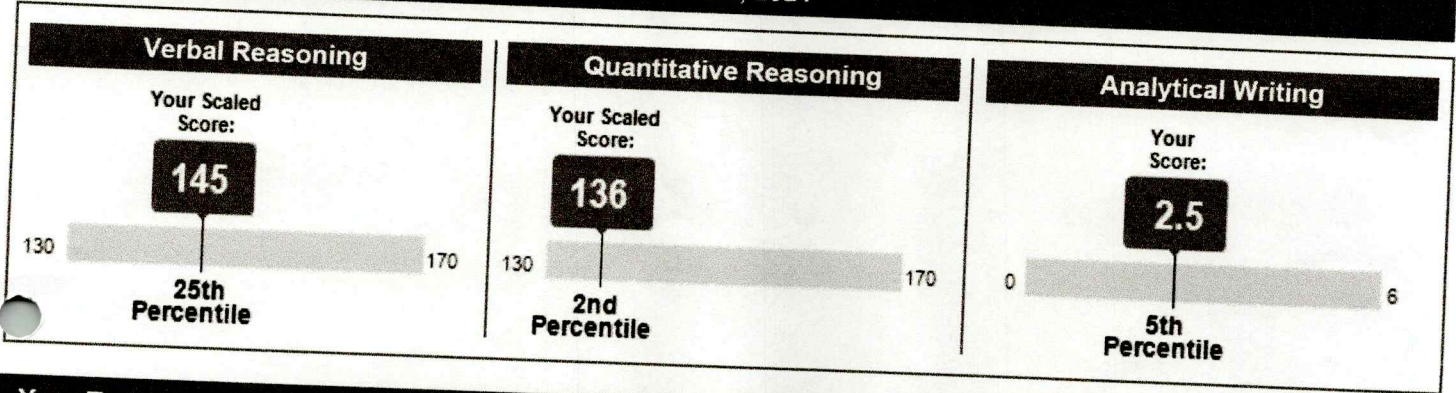 Verbal Reasoning
Your Scaled
Score:
145
130
170
25th
Percentile
Quantitative Reasoning
Your Scaled
Score:
136
130
170
2nd
Percentile
Analytical Writing
Your
Score:
2.5
0
6
5th
Percentile